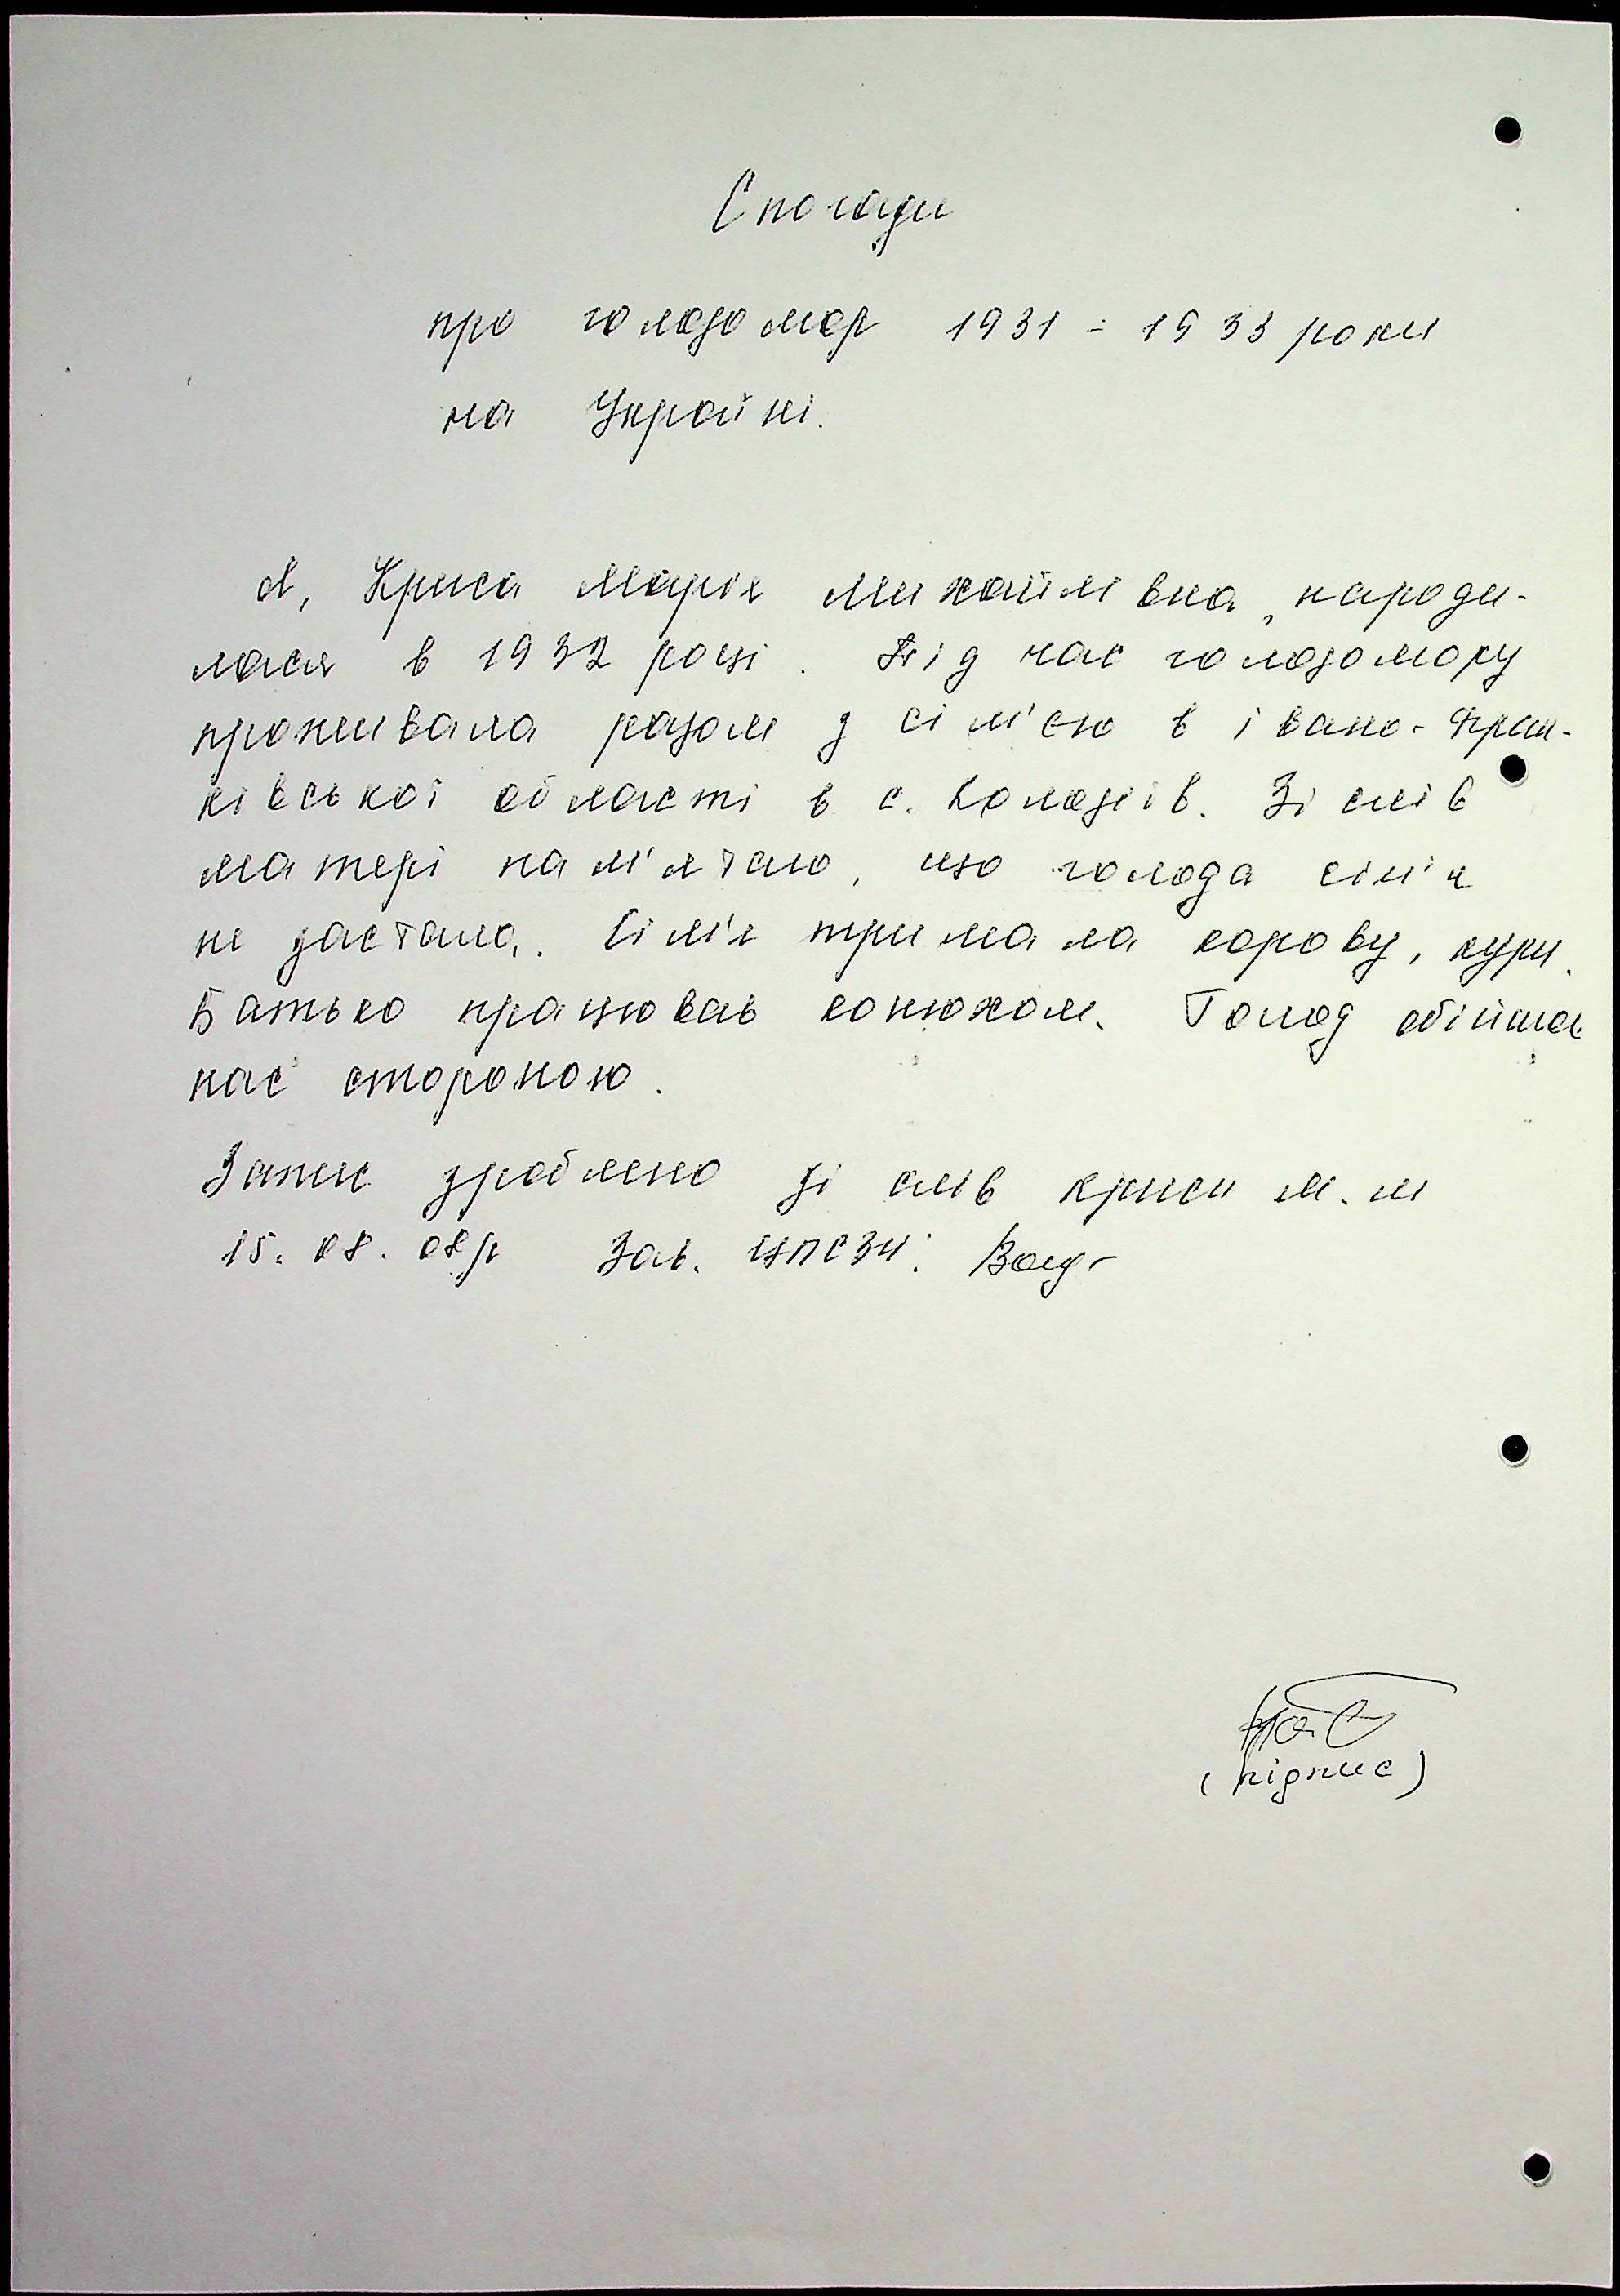 Спогади
про голодомор 1931 - 1933 роки
на Україні.
Я, Криса Марія Михайлівна, народи-
лася в 1932 році. Під час голодомору
проживала разом з сім'єю в івано-Фран-
ківської області в с. Колодіїв. Зі слів
матері пам'ятаю, що голода сім'я
не застала. Сім'я тримала корову, кури.
Батько працював конюхом. Голод обійшов
нас стороною.
Запис зроблено зі слів Криси М.М
15. 08. 08р Зав. ЦПСЗН:
(підпис)